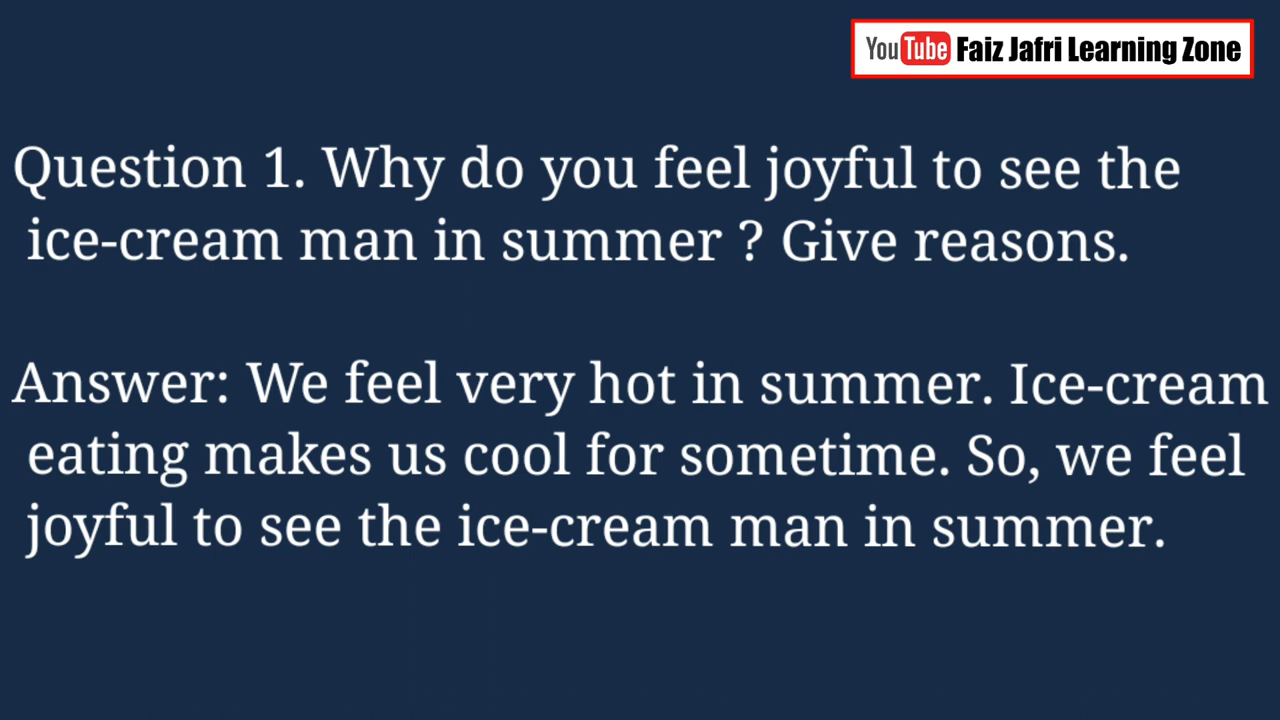 YouTube Faiz Jafri Learning Zone
Question 1. Why do you feel joyful to see the
ice-cream man in summer ? Give reasons.
Answer: We feel very hot in summer. Ice-cream
eating makes us cool for sometime. So, we feel
joyful to see the ice-cream man in summer.